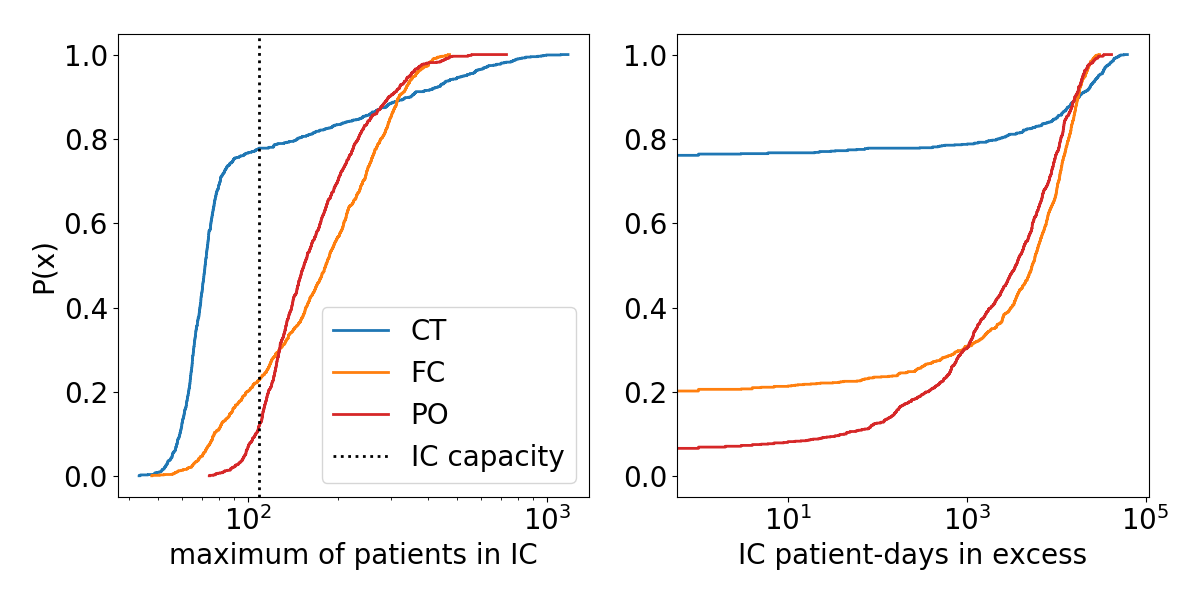 P(x)
1.0
0.8
0.6
0.4
0.2
0.0
CT
FC
PO
IC capacity
10²
10³
maximum of patients in IC
1.0
0.8
0.6
0.4
0.2
0.0
10¹
10³
10⁵
IC patient-days in excess